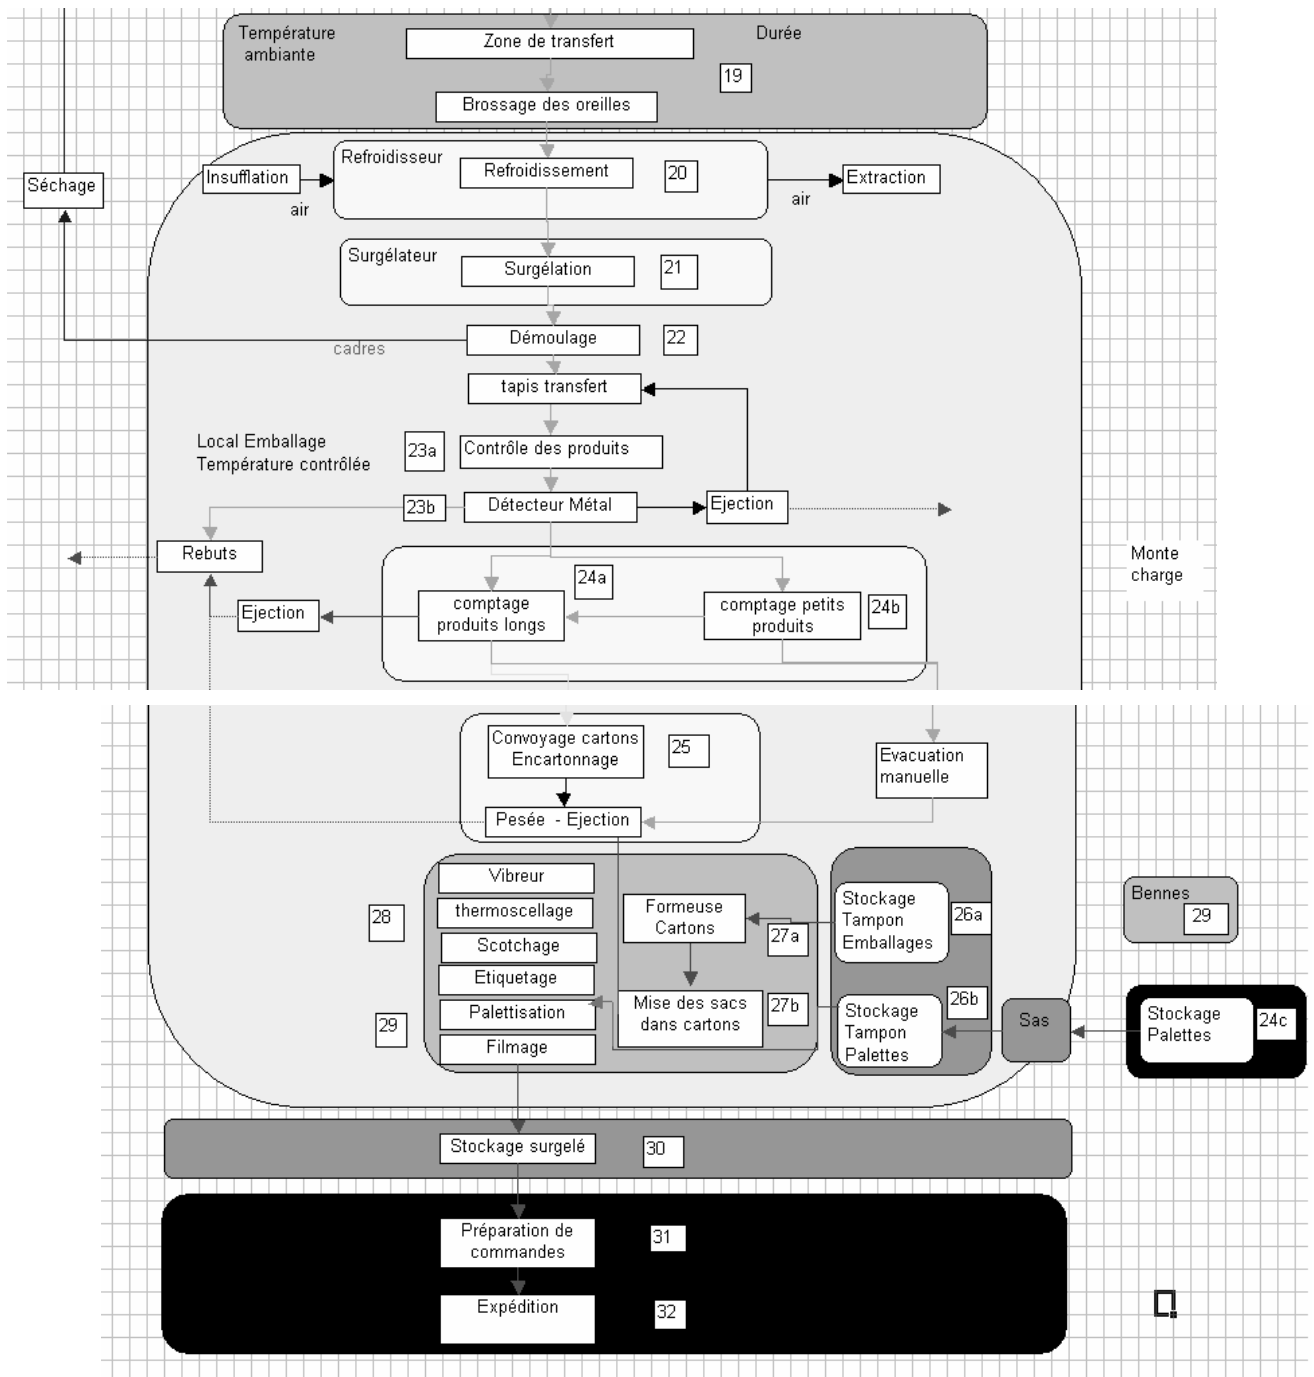 Température
ambiante
Zone de transfert
Durée
19
Brossage des oreilles
Refroidisseur
Refroidissement
20
Insufflation
air
Extraction
air
Séchage
Surgélateur
Surgélation
21
Démoulage
22
cadres
tapis transfert
Local Emballage
Température contrôlée
23a
Contrôle des produits
23b
Détecteur Métal
Ejection
Rebuts
Monte
charge
24a
comptage
produits longs
comptage petits
produits
24b
Ejection
Convoyage cartons
Encartonnage
25
Evacuation
manuelle
Pesée - Ejection
Vibreur
28
thermoscellage
Scotchage
Etiquetage
Palettisation
29
Filmage
Formeuse
Cartons
27a
Mise des sacs
dans cartons
27b
Stockage
Tampon
Emballages
26a
Stockage
Tampon
Palettes
26b
Sas
Bennes
29
Stockage
Palettes
24c
Stockage surgelé
30
Préparation de
commandes
31
Expédition
32